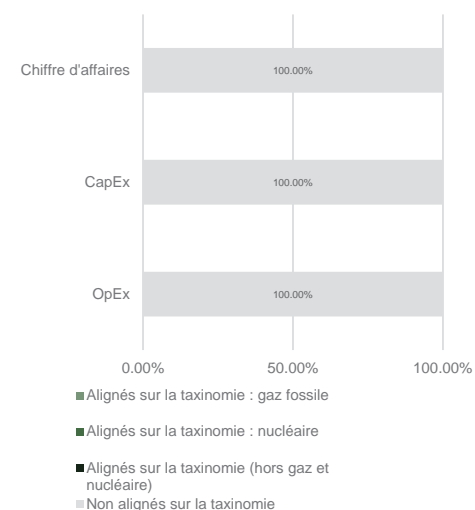 Chiffre d'affaires
100.00%
CapEx
100.00%
OpEx
100.00%
0.00% 50.00% 100.00%
Alignés sur la taxinomie : gaz fossile
Alignés sur la taxinomie : nucléaire
Alignés sur la taxinomie (hors gaz et
nucléaire)
Non alignés sur la taxinomie